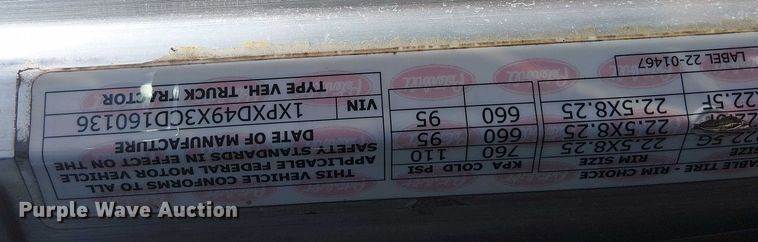 TIRE - RIM CHOICE
SIZE RIM SIZE KPA COLD PSI
22.5X8.25 760 110
22.5X8.25 660 95
22.5X8.25 660 95
LABEL 22-01467
THIS VEHICLE CONFORMS TO ALL
APPLICABLE FEDERAL MOTOR VEHICLE
SAFETY STANDARDS IN EFFECT ON THE
DATE OF MANUFACTURE
VIN 1XPXD49X3CD160136
TYPE VEH. TRUCK TRACTOR
Purple Wave Auction